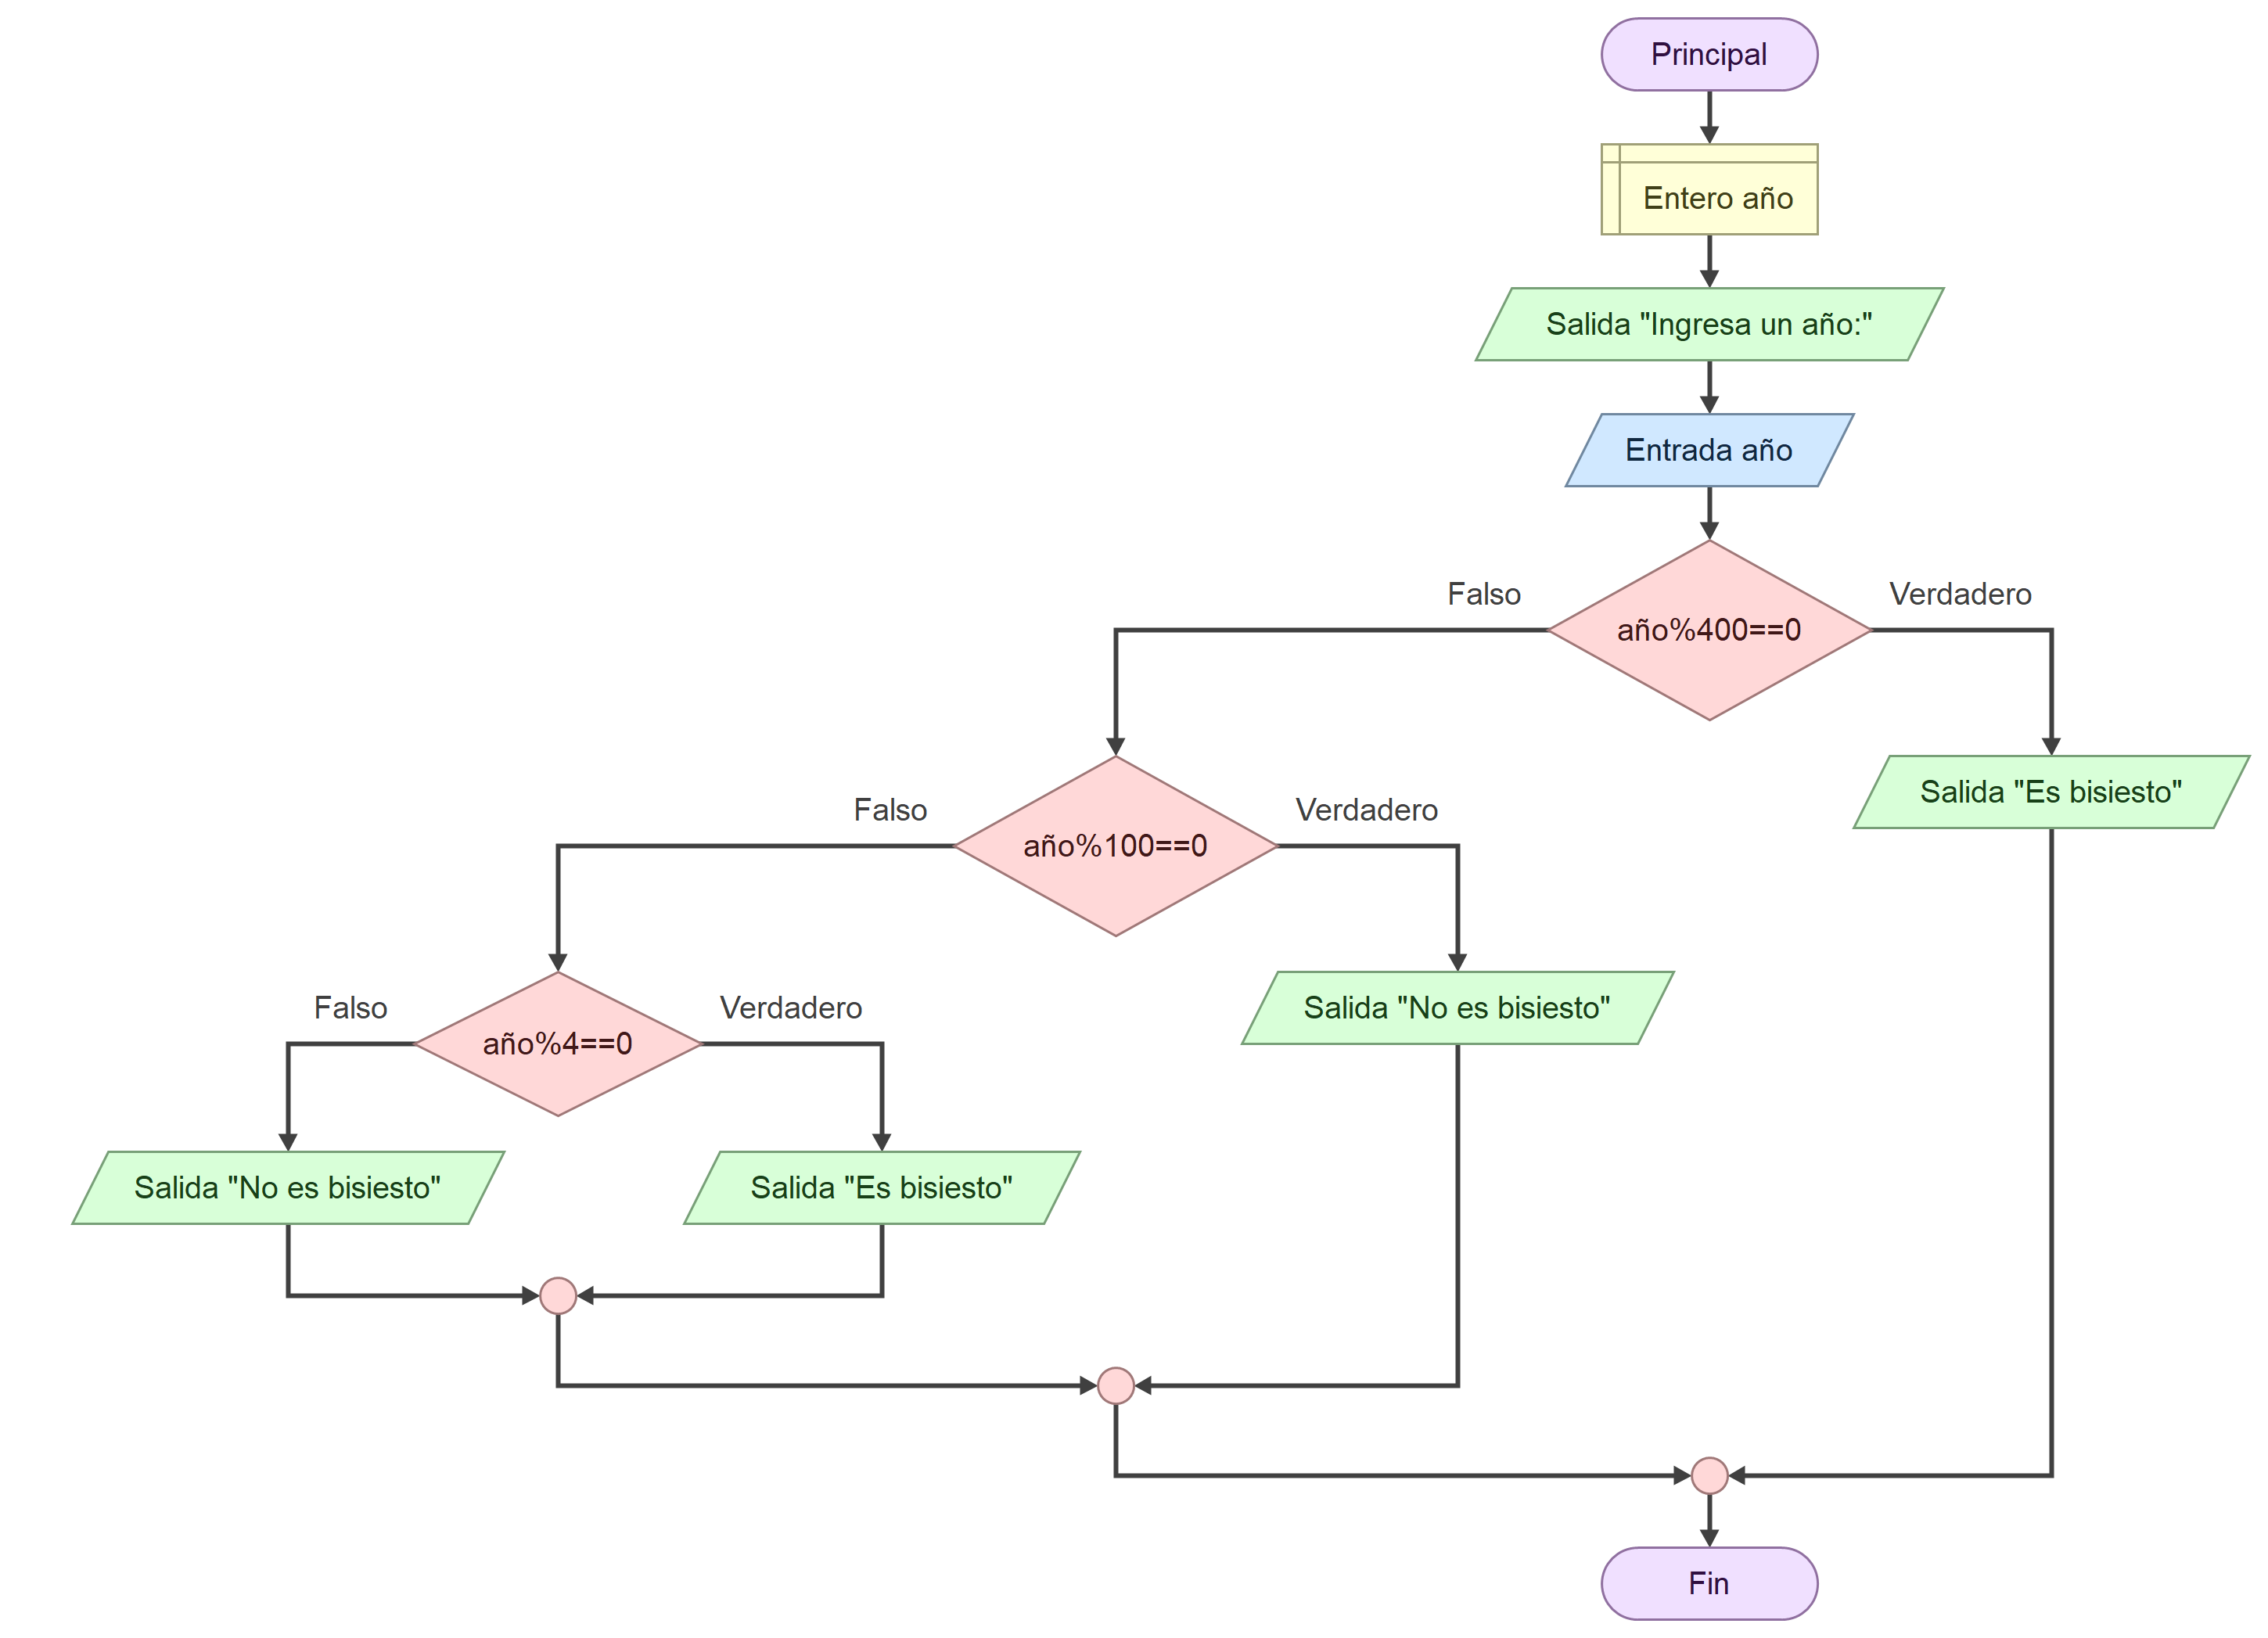 Principal
Entero año
Salida "Ingresa un año:"
Entrada año
Falso
Verdadero
año%400==0
Salida "Es bisiesto"
Falso
Verdadero
año%100==0
Falso
Verdadero
Salida "No es bisiesto"
año%4==0
Salida "No es bisiesto"
Salida "Es bisiesto"
Fin